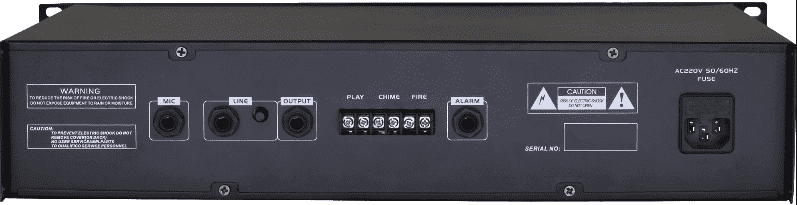 WARNING
TO REDUCE THE RISK OF FIRE OR ELECTRIC SHOCK
DO NOT EXPOSE EQUIPMENT TO RAIN OR MOISTURE.
CAUTION:
TO PREVENT ELECTRIC SHOCK DO NOT
REMOVE COVER(OR BACK)
NO USER SERVICEABLE PARTS
TO QUALIFICO SERVICE PERSONNEL
MIC
LINE
OUTPUT
PLAY CHIME FIRE
ALARM
CAUTION
RISK OF ELECTRIC SHOCK
DO NOT OPEN
SERIAL NO:
AC220V 50/60HZ
FUSE